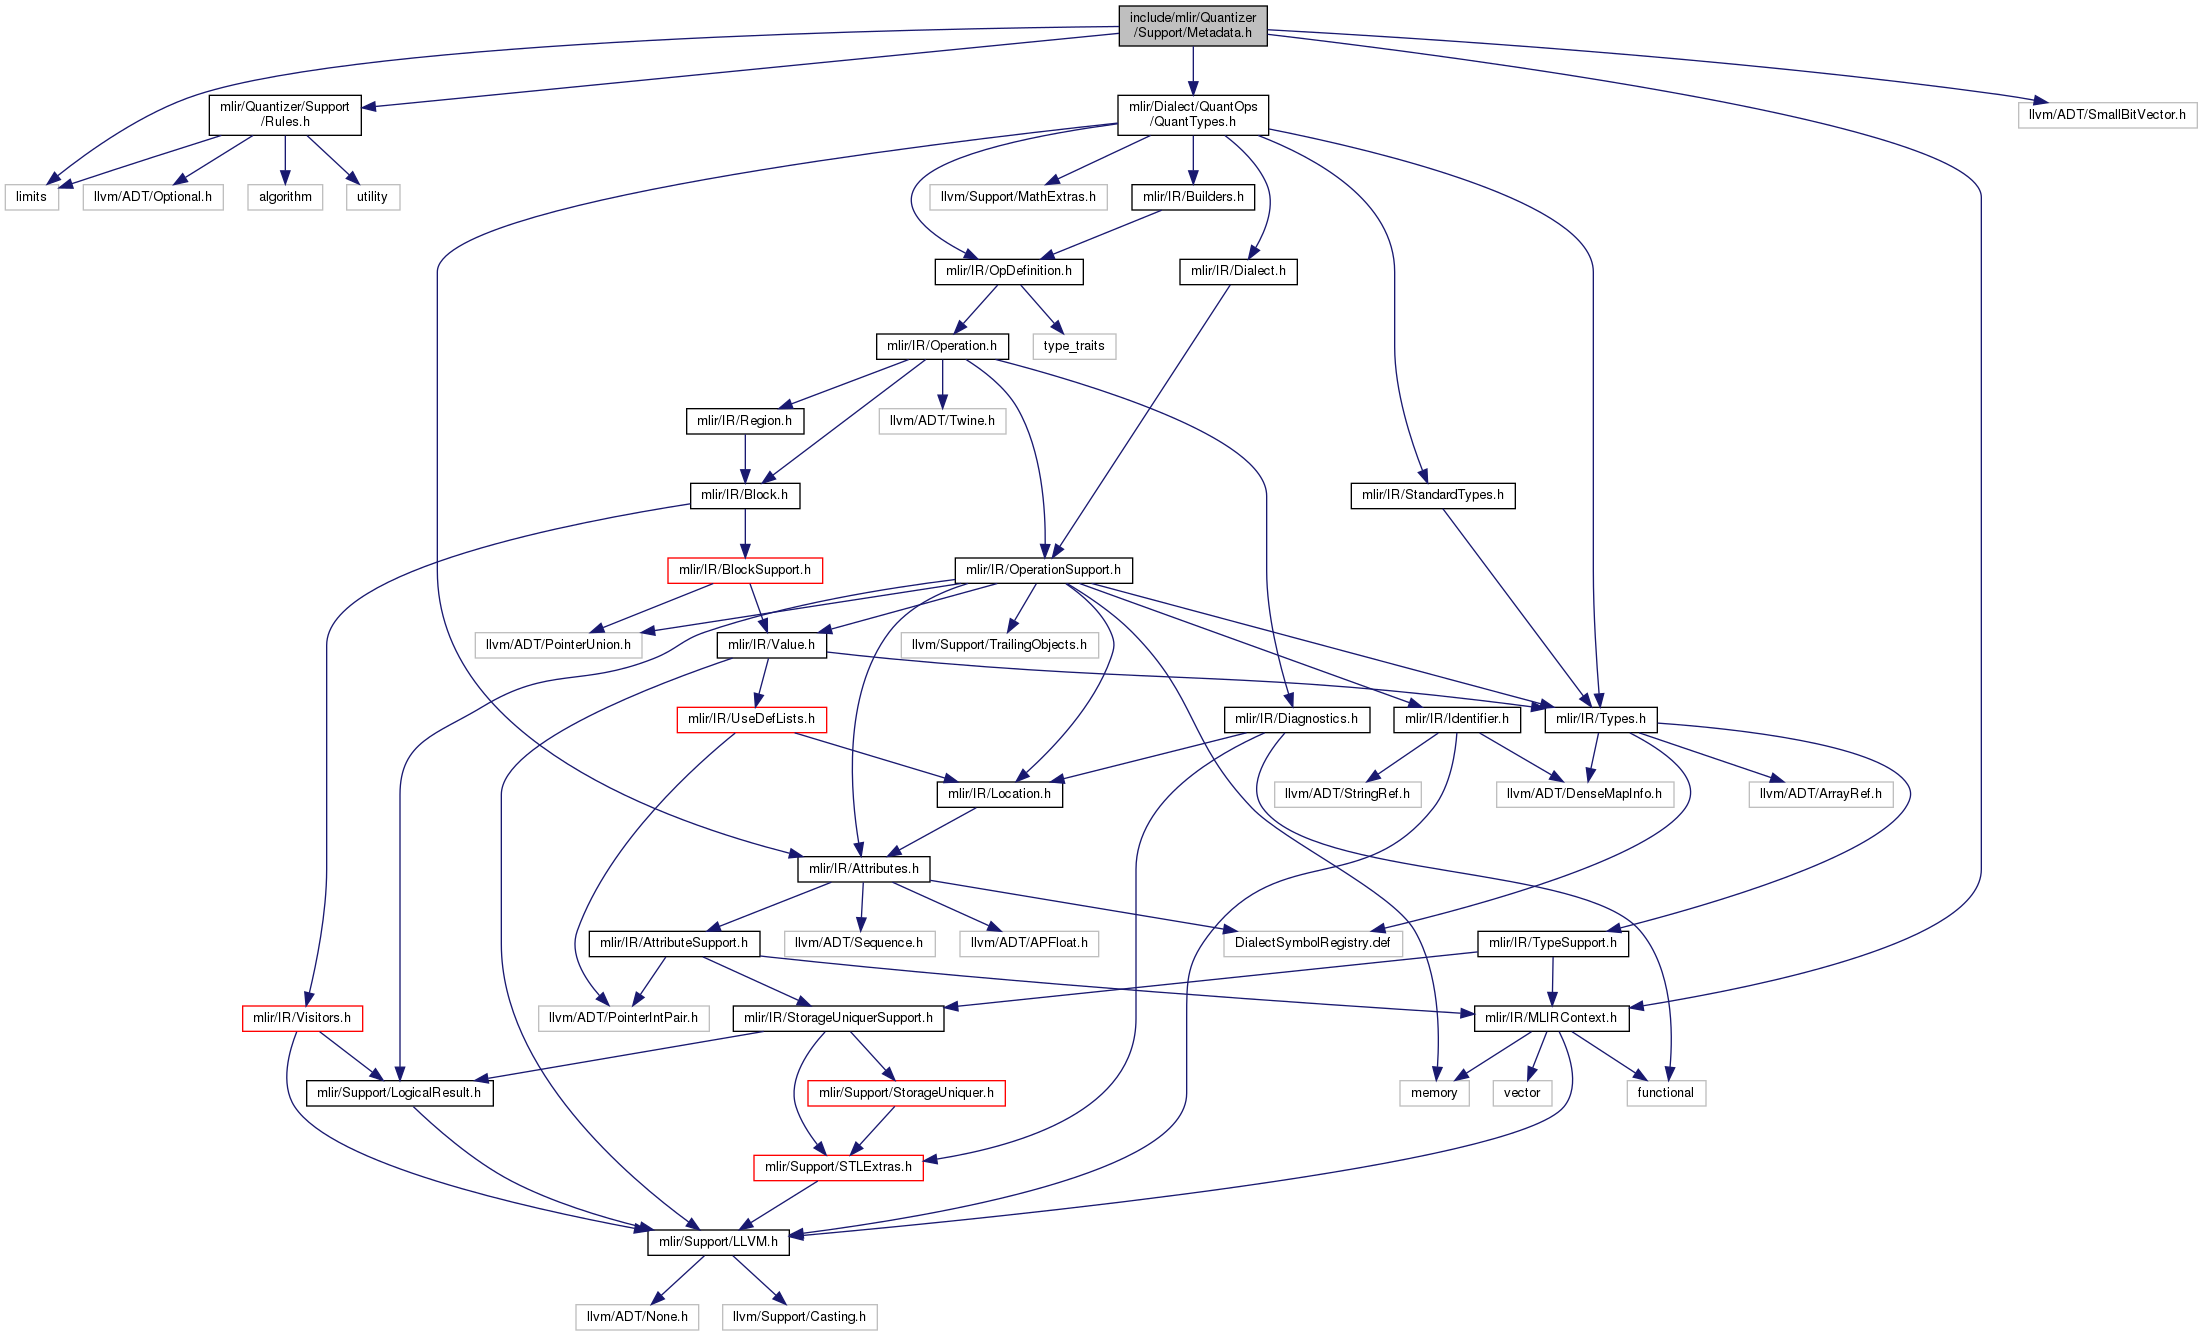 include/mlir/Quantizer
/Support/Metadata.h
mlir/Quantizer/Support
/Rules.h
mlir/Dialect/QuantOps
/QuantTypes.h
llvm/ADT/SmallBitVector.h
limits
llvm/ADT/Optional.h
algorithm
utility
llvm/Support/MathExtras.h
mlir/IR/Builders.h
mlir/IR/OpDefinition.h
mlir/IR/Dialect.h
mlir/IR/Operation.h
type_traits
mlir/IR/Region.h
llvm/ADT/Twine.h
mlir/IR/Block.h
mlir/IR/StandardTypes.h
mlir/IR/BlockSupport.h
mlir/IR/OperationSupport.h
llvm/ADT/PointerUnion.h
mlir/IR/Value.h
llvm/Support/TrailingObjects.h
mlir/IR/UseDefLists.h
mlir/IR/Diagnostics.h
mlir/IR/Identifier.h
mlir/IR/Types.h
mlir/IR/Location.h
llvm/ADT/StringRef.h
llvm/ADT/DenseMapInfo.h
llvm/ADT/ArrayRef.h
mlir/IR/Attributes.h
mlir/IR/AttributeSupport.h
llvm/ADT/Sequence.h
llvm/ADT/APFloat.h
DialectSymbolRegistry.def
mlir/IR/TypeSupport.h
mlir/IR/Visitors.h
llvm/ADT/PointerIntPair.h
mlir/IR/StorageUniquerSupport.h
mlir/IR/MLIRContext.h
mlir/Support/LogicalResult.h
mlir/Support/StorageUniquer.h
memory
vector
functional
mlir/Support/STLExtras.h
mlir/Support/LLVM.h
llvm/ADT/None.h
llvm/Support/Casting.h